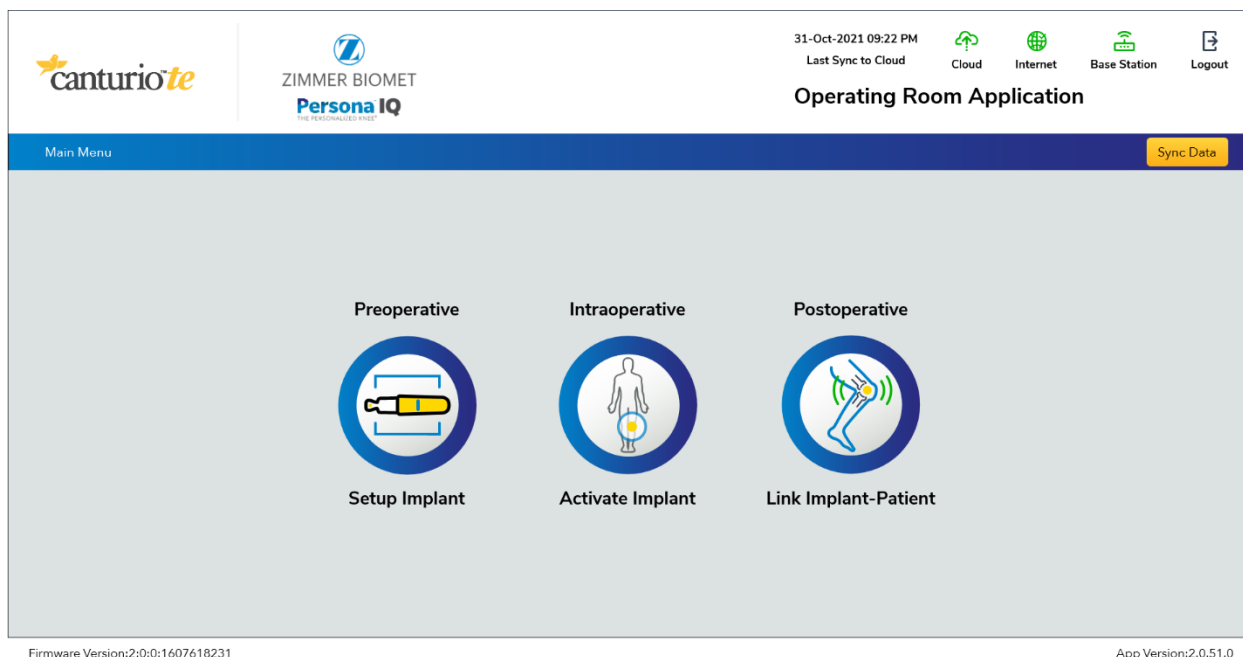 canturio te
ZIMMER BIOMET
Persona IQ
THE PERSONALIZED KNEE
31-Oct-2021 09:22 PM
Last Sync to Cloud
Cloud
Internet
Base Station
Logout
Operating Room Application
Main Menu
Sync Data
Preoperative
Intraoperative
Postoperative
Setup Implant
Activate Implant
Link Implant-Patient
Firmware Version:2:0:0:1607618231
App Version:2.0.51.0